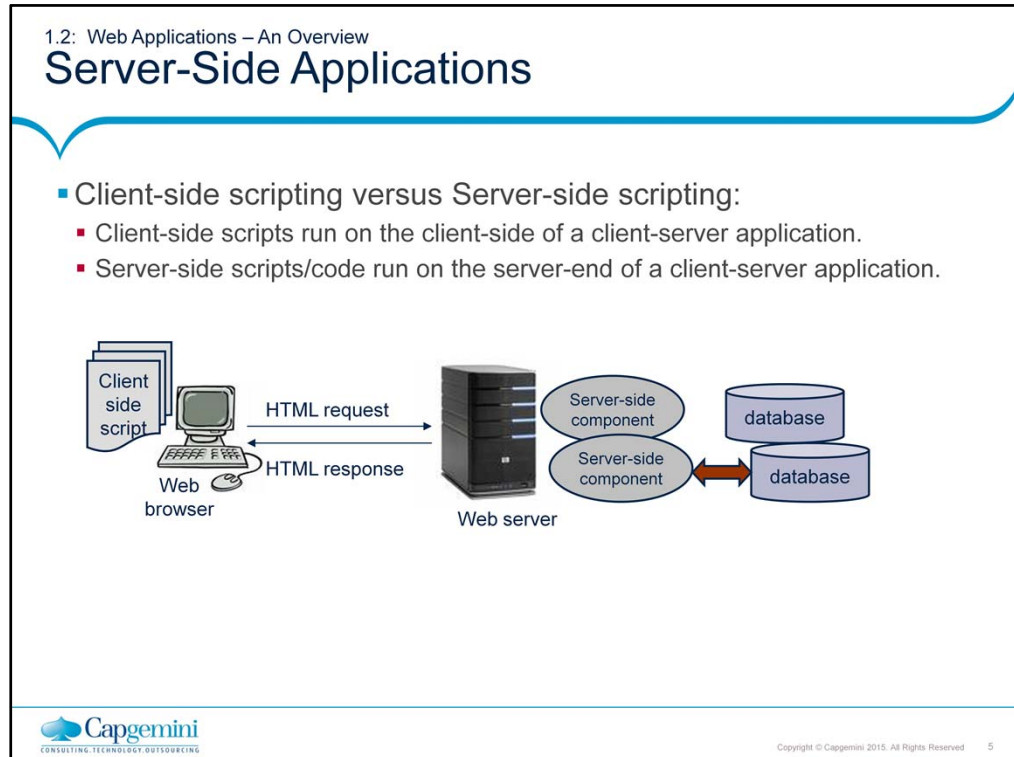 1.2: Web Applications – An Overview
Server-Side Applications
Client-side scripting versus Server-side scripting:
Client-side scripts run on the client-side of a client-server application.
Server-side scripts/code run on the server-end of a client-server application.
Client
side
script
Web
browser
HTML request
HTML response
Web server
Server-side
component
Server-side
component
database
database
Capgemini
CONSULTING.TECHNOLOGY.OUTSOURCING
Copyright © Capgemini 2015. All Rights Reserved 5